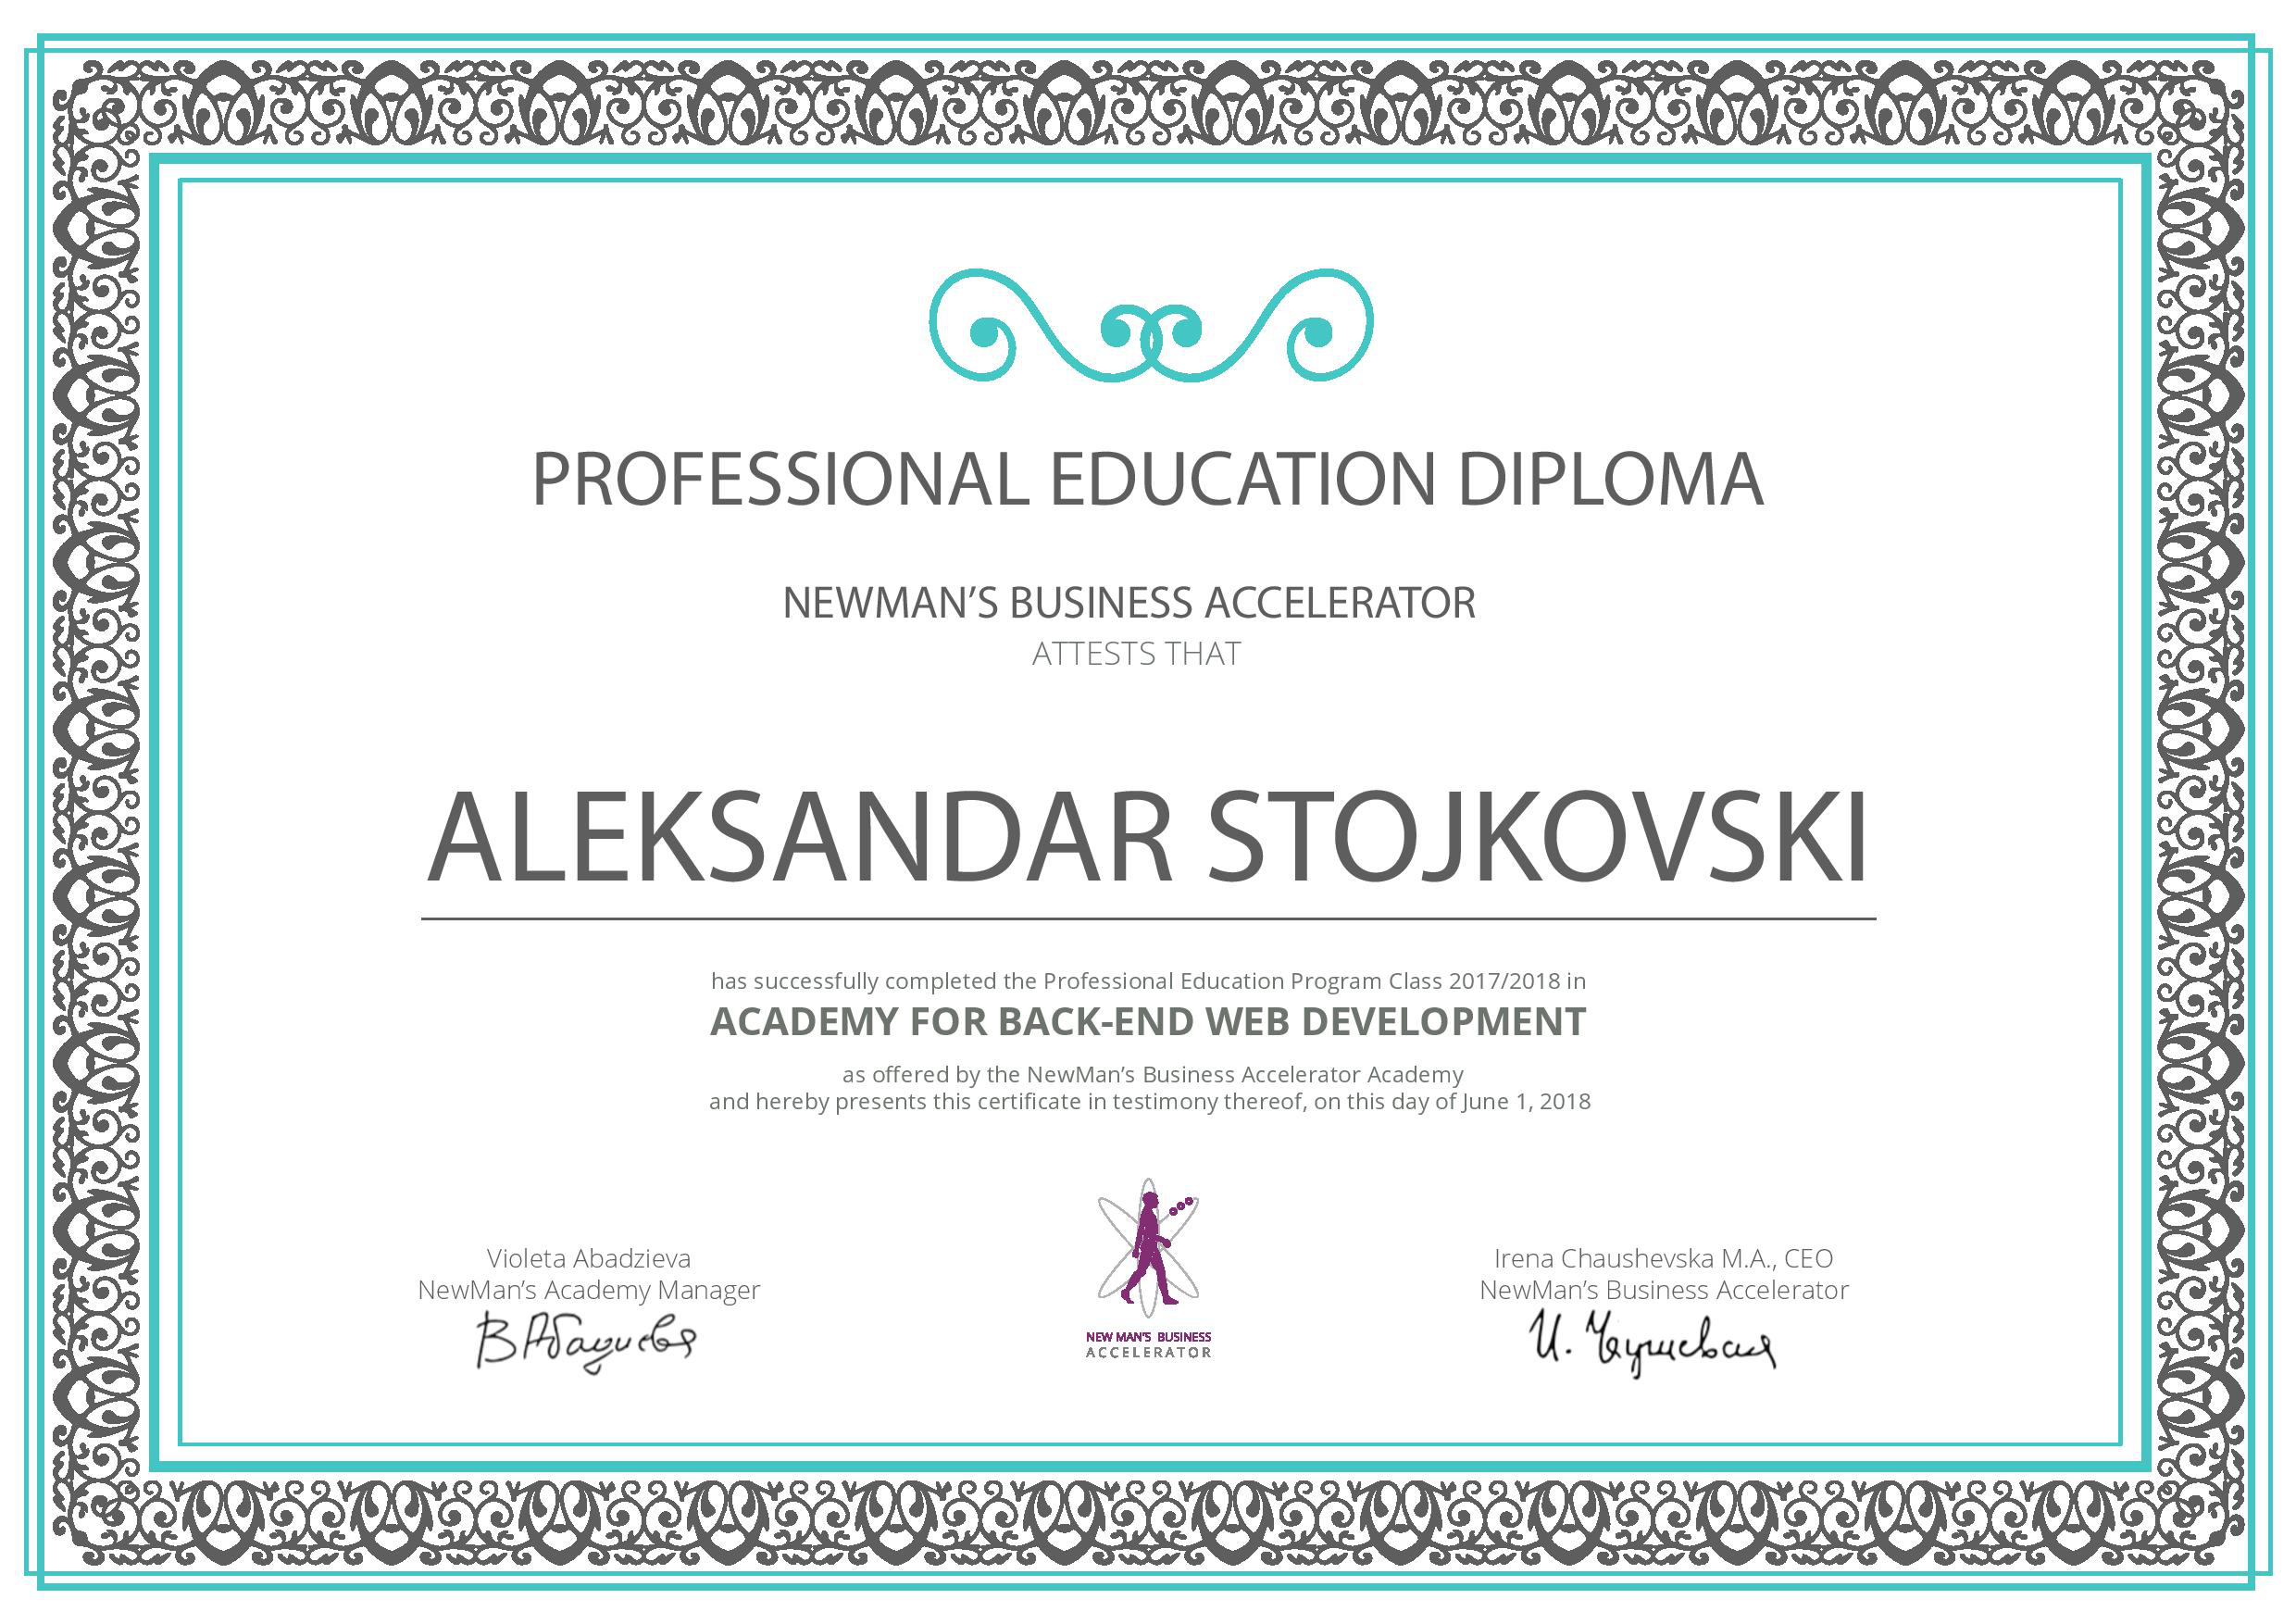 PROFESSIONAL EDUCATION DIPLOMA
NEWMAN’S BUSINESS ACCELERATOR
ATTESTS THAT
ALEKSANDAR STOJKOVSKI
has successfully completed the Professional Education Program Class 2017/2018 in
ACADEMY FOR BACK-END WEB DEVELOPMENT
as offered by the NewMan’s Business Accelerator Academy
and hereby presents this certificate in testimony thereof, on this day of June 1, 2018
Violeta Abadzieva
NewMan’s Academy Manager
В Абаџиева
NEW MAN'S BUSINESS
ACCELERATOR
Irena Chaushevska M.A., CEO
NewMan’s Business Accelerator
И. Чаушевска